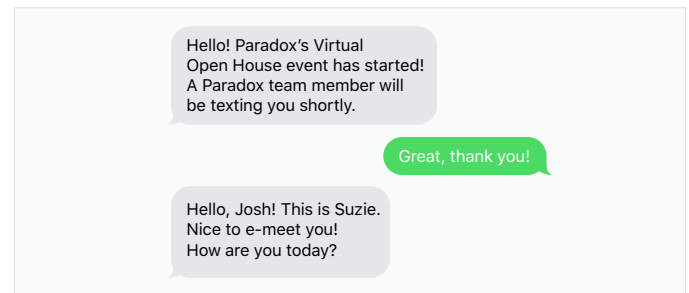 Hello! Paradox’s Virtual
Open House event has started!
A Paradox team member will
be texting you shortly.
Great, thank you!
Hello, Josh! This is Suzie.
Nice to e-meet you!
How are you today?